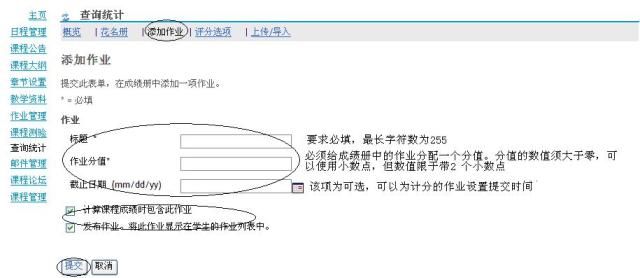 主页
查询统计
日程管理
概览 | 花名册 | 添加作业 | 评分选项 | 上传/导入
课程公告
课程大纲
添加作业
章节设置
提交此表单，在成绩册中添加一项作业。
教学资料
* = 必填
作业管理
作业
课程测验
标题 *
要求必填，最长字符数为255
查询统计
作业分值*
必须给成绩册中的作业分配一个分值。分值的数值须大于零，可
以使用小数点，但数值限于带2 个小数点
邮件管理
课程论坛
截止日期 (mm/dd/yy)
该项为可选，可以为计分的作业设置提交时间
课程管理
计算课程成绩时包含此作业
发布作业。将此作业显示在学生的作业列表中。
提交
取消